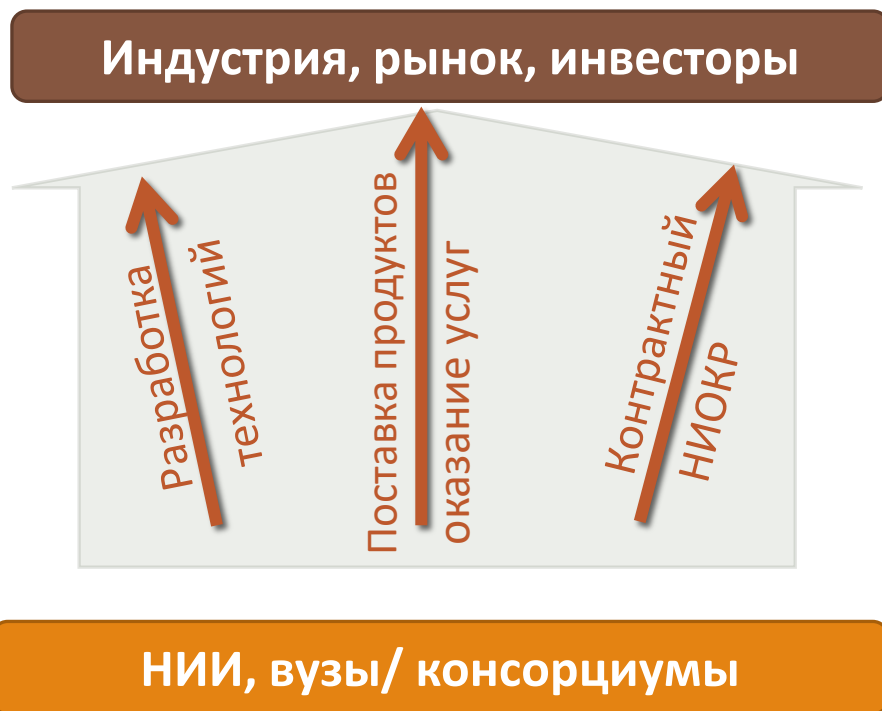 Индустрия, рынок, инвесторы
Разработка
технологий
Поставка продуктов
оказание услуг
Контрактный
НИОКР
НИИ, вузы/ консорциумы